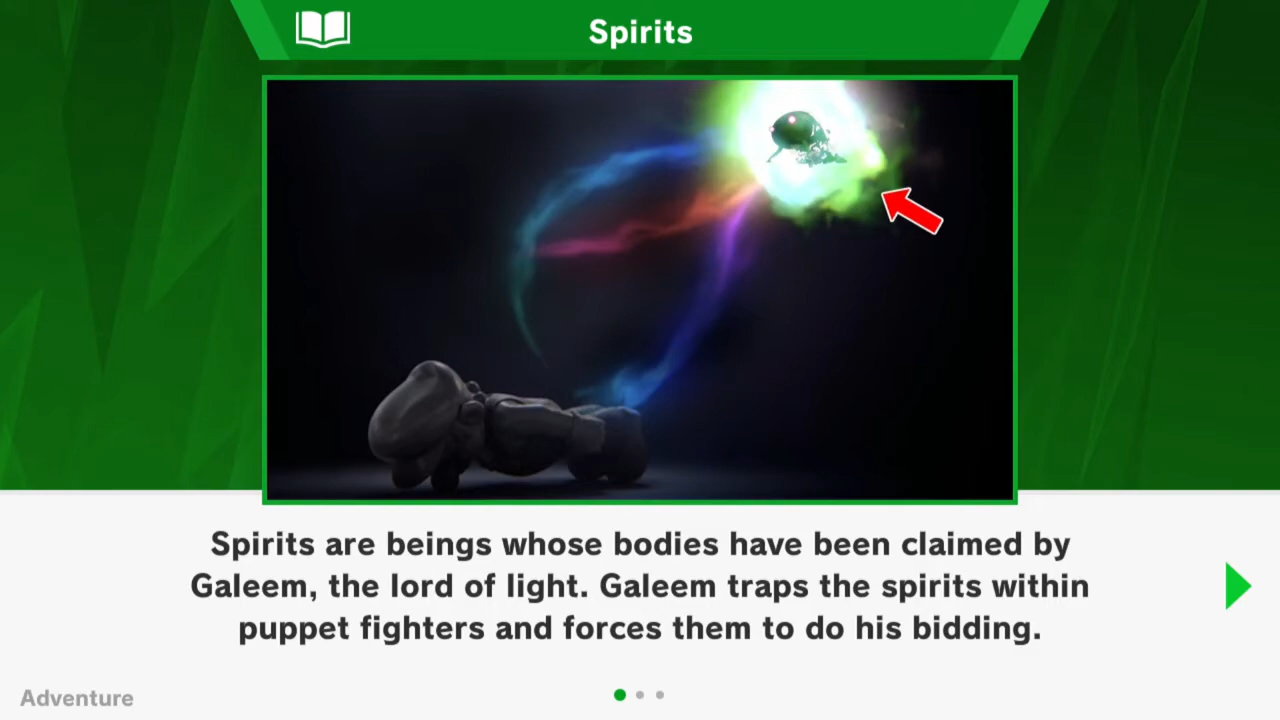 Spirits
Spirits are beings whose bodies have been claimed by
Galeem, the lord of light. Galeem traps the spirits within
puppet fighters and forces them to do his bidding.
Adventure